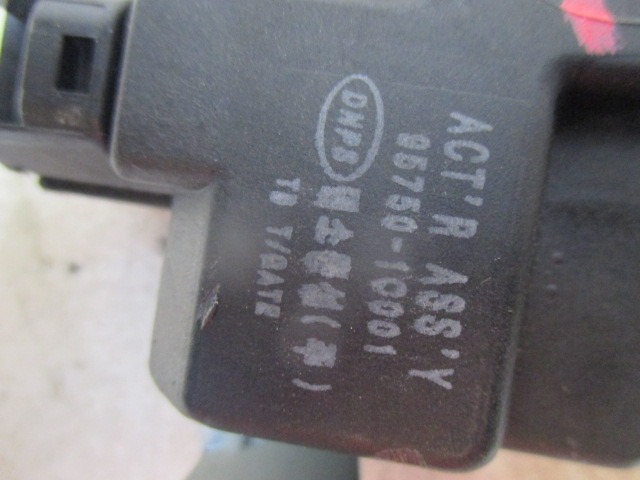 ACT'R ASS'Y
95750-1C001
DNPS
TO T/GATE